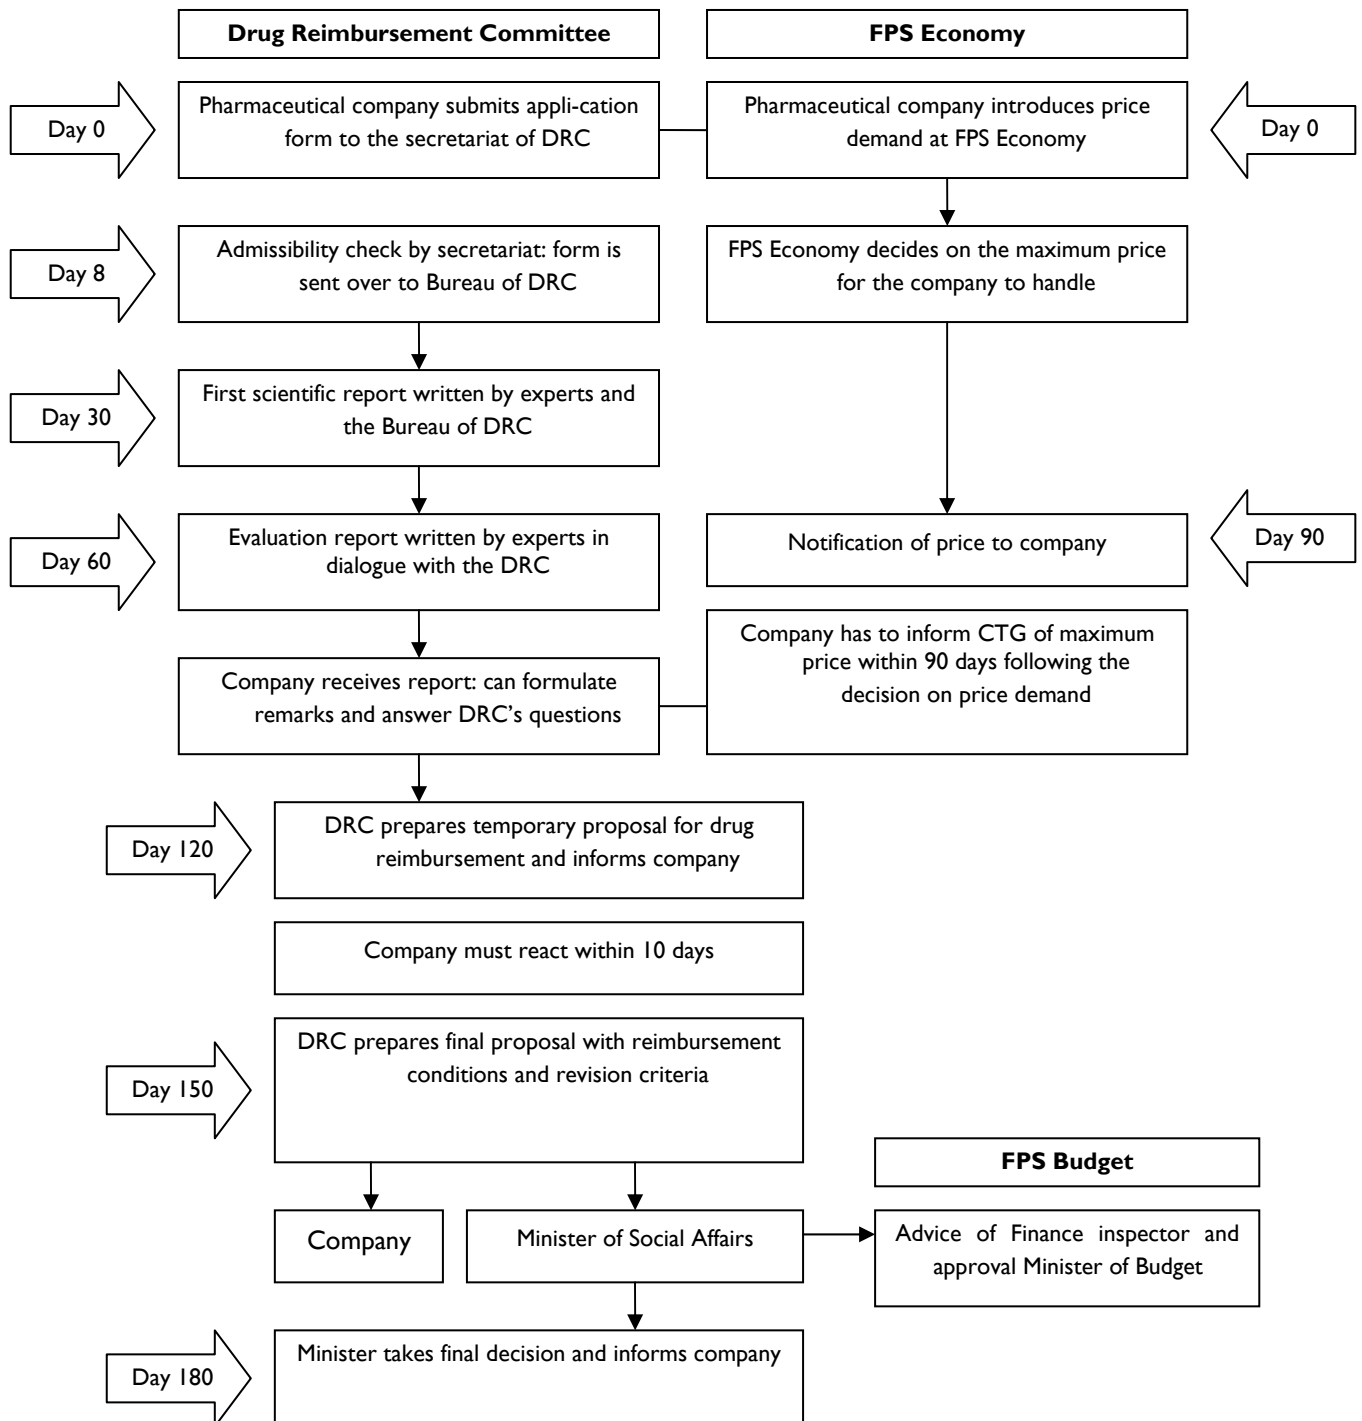 Drug Reimbursement Committee
FPS Economy
Day 0
Pharmaceutical company submits appli-cation
form to the secretariat of DRC
Pharmaceutical company introduces price
demand at FPS Economy
Day 0
Day 8
Admissibility check by secretariat: form is
sent over to Bureau of DRC
FPS Economy decides on the maximum price
for the company to handle
Day 30
First scientific report written by experts and
the Bureau of DRC
Day 60
Evaluation report written by experts in
dialogue with the DRC
Notification of price to company
Day 90
Company receives report: can formulate
remarks and answer DRC’s questions
Company has to inform CTG of maximum
price within 90 days following the
decision on price demand
Day 120
DRC prepares temporary proposal for drug
reimbursement and informs company
Company must react within 10 days
Day 150
DRC prepares final proposal with reimbursement
conditions and revision criteria
FPS Budget
Company
Minister of Social Affairs
Advice of Finance inspector and
approval Minister of Budget
Day 180
Minister takes final decision and informs company